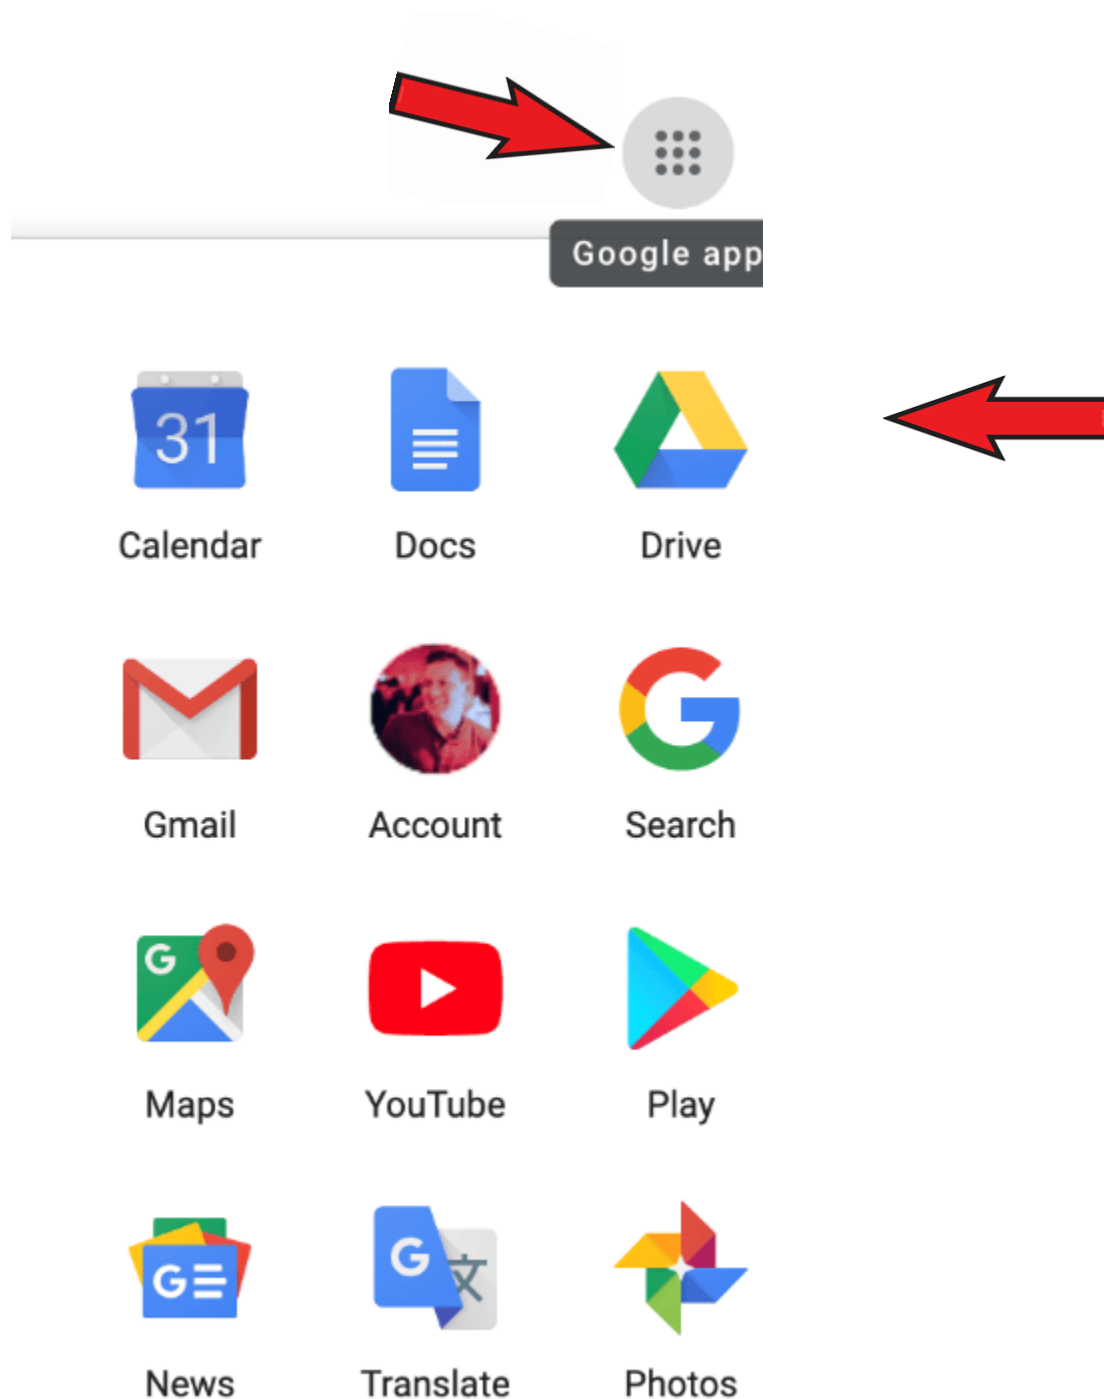 Google app
31
Calendar Docs Drive
Gmail Account Search
G
Maps YouTube Play
G G 文
News Translate Photos